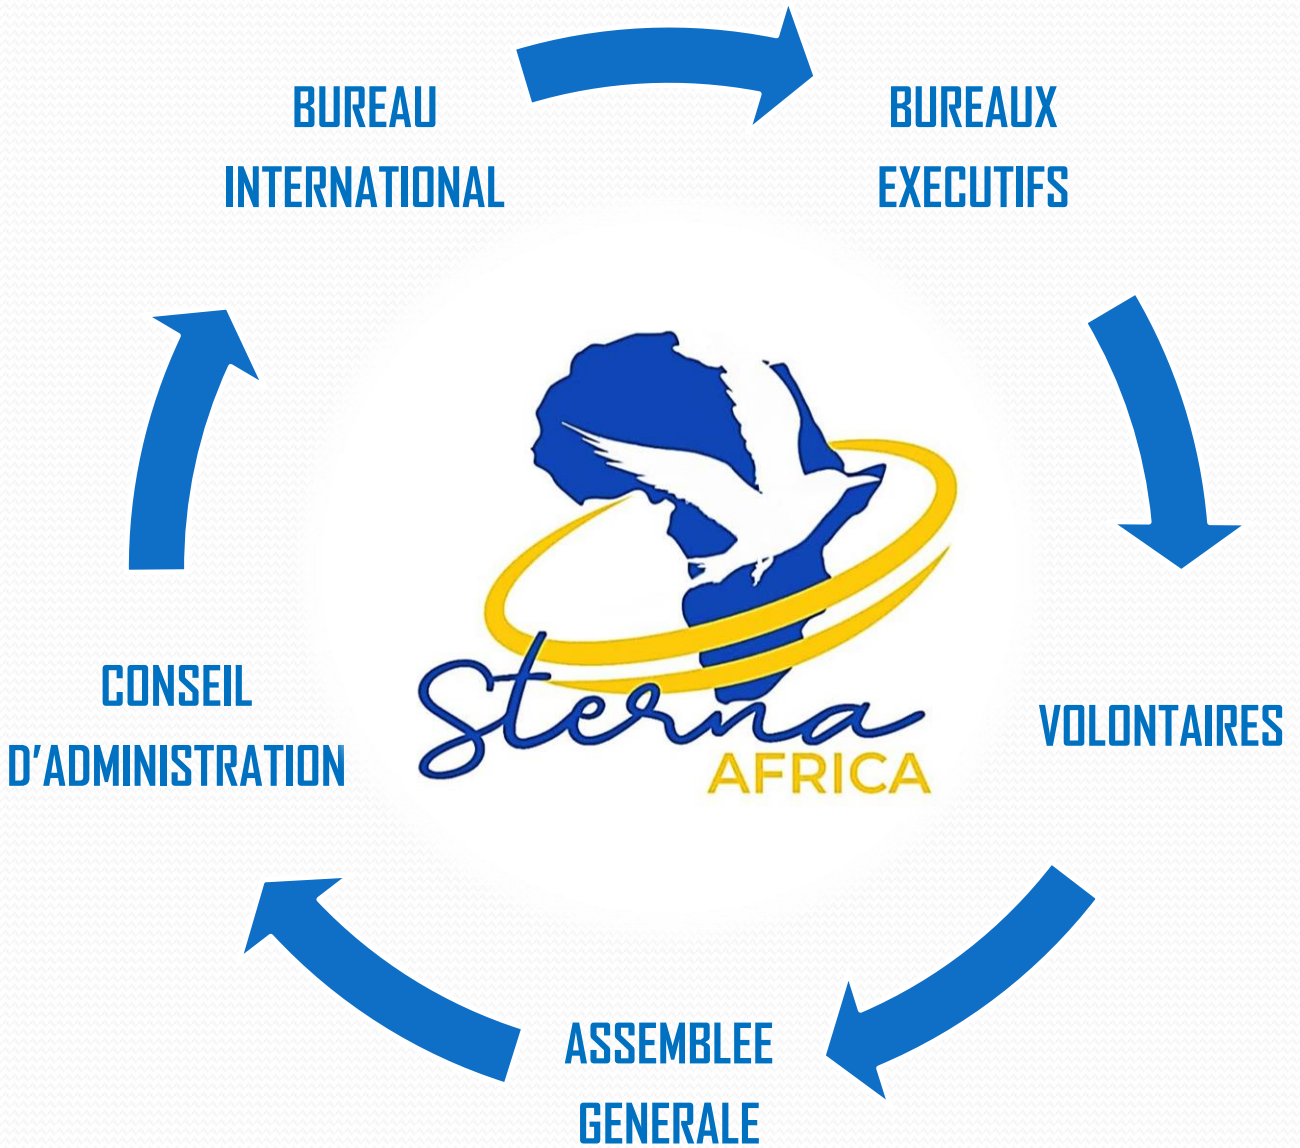 BUREAU
INTERNATIONAL
BUREAUX
EXECUTIFS
CONSEIL
D'ADMINISTRATION
Sterna
AFRICA
VOLONTAIRES
ASSEMBLEE
GENERALE